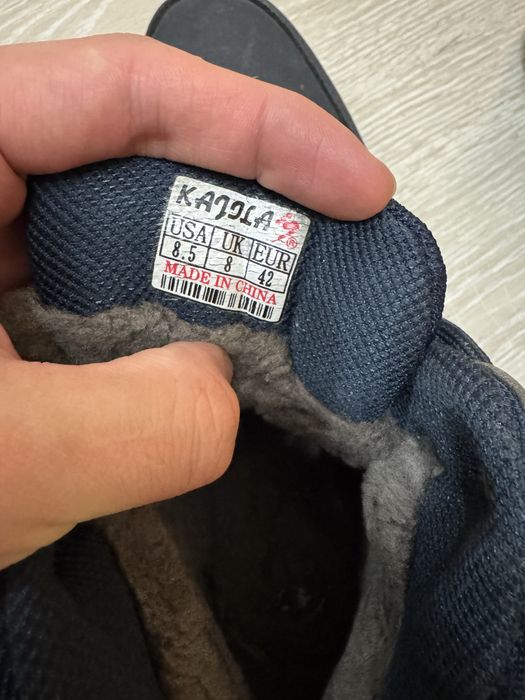 KAJILA
USA UK EUR
8.5 8 42
MADE IN CHINA